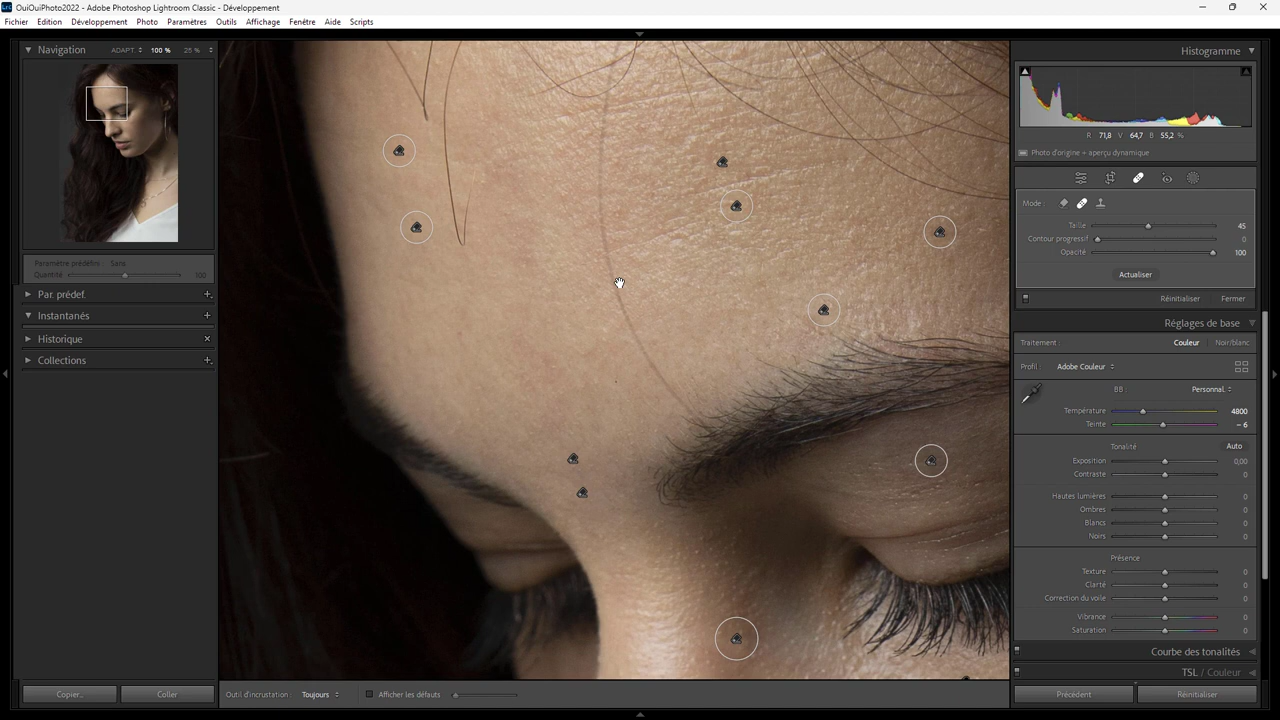 OuiOuiPhoto2022 - Adobe Photoshop Lightroom Classic - Développement
Fichier Edition Développement Photo Paramètres Outils Affichage Fenêtre Aide Scripts
Navigation ADAPT. 100 % 25 %
Paramètre prédéfini : Sans
Quantité 100
Par. prédéf.
Instantanés
Historique
Collections
Copier... Coller
Outil d'incrustation : Toujours Afficher les défauts
Histogramme
R 71,8 V 64,7 B 55,2 %
Photo d'origine + aperçu dynamique
Mode :
Taille 45
Contour progressif 0
Opacité 100
Actualiser
Réinitialiser Fermer
Réglages de base
Traitement : Couleur Noir/blanc
Profil : Adobe Couleur
BB : Personnal.
Température 4800
Teinte – 6
Tonalité Auto
Exposition 0,00
Contraste 0
Hautes lumières 0
Ombres 0
Blancs 0
Noirs 0
Présence
Texture 0
Clarté 0
Correction du voile 0
Vibrance 0
Saturation 0
Courbe des tonalités
TSL / Couleur
Précédent Réinitialiser